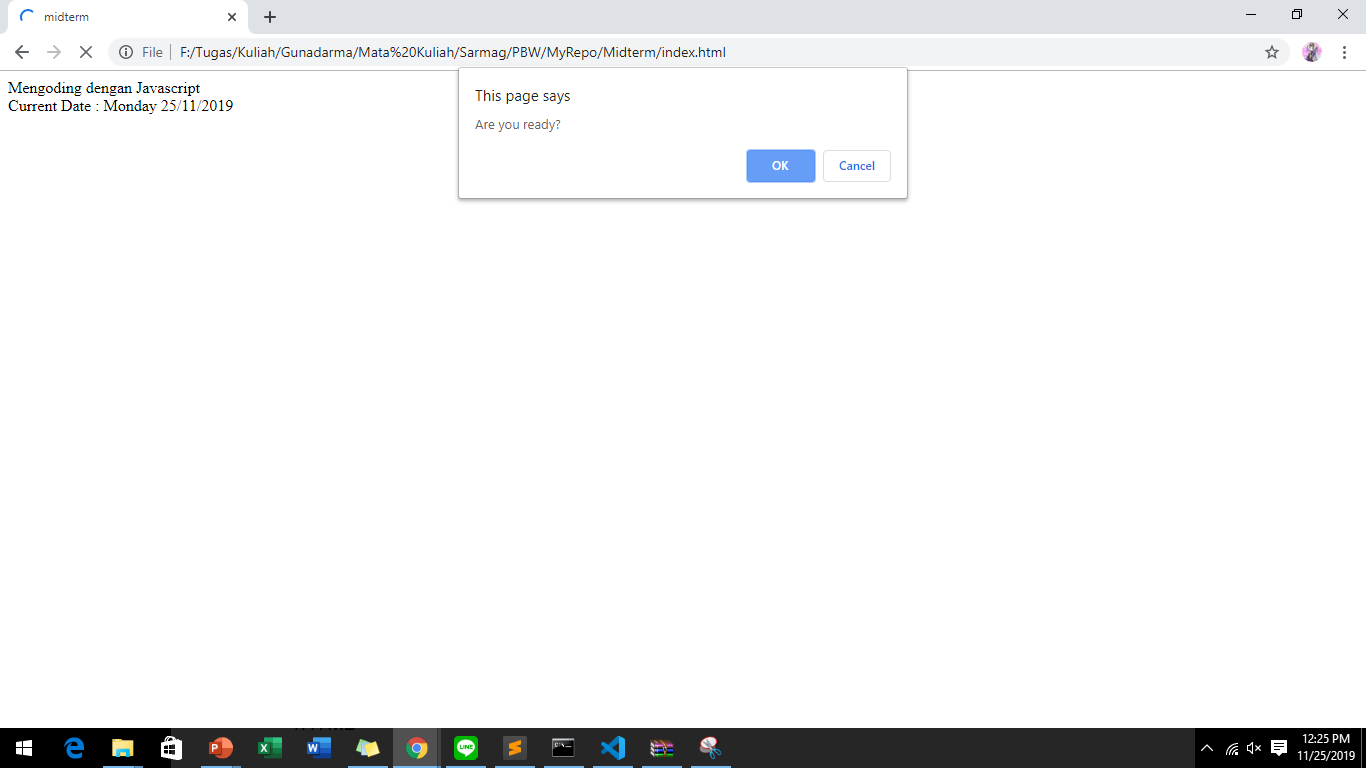 midterm
File
F:/Tugas/Kuliah/Gunadarma/Mata%20Kuliah/Sarmag/PBW/MyRepo/Midterm/index.html
Mengoding dengan Javascript
Current Date : Monday 25/11/2019
This page says
Are you ready?
OK
Cancel
12:25 PM
11/25/2019